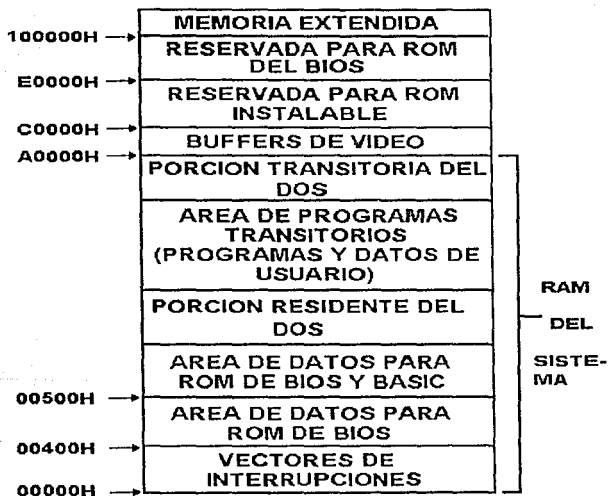 MEMORIA EXTENDIDA
100000H
RESERVADA PARA ROM
DEL BIOS
E0000H
RESERVADA PARA ROM
INSTALABLE
C0000H
BUFFERS DE VIDEO
A0000H
PORCION TRANSITORIA DEL
DOS
AREA DE PROGRAMAS
TRANSITORIOS
(PROGRAMAS Y DATOS DE
USUARIO)
PORCION RESIDENTE DEL
DOS
AREA DE DATOS PARA
ROM DE BIOS Y BASIC
00500H
AREA DE DATOS PARA
ROM DE BIOS
00400H
VECTORES DE
INTERRUPCIONES
00000H
RAM
DEL
SISTE-
MA